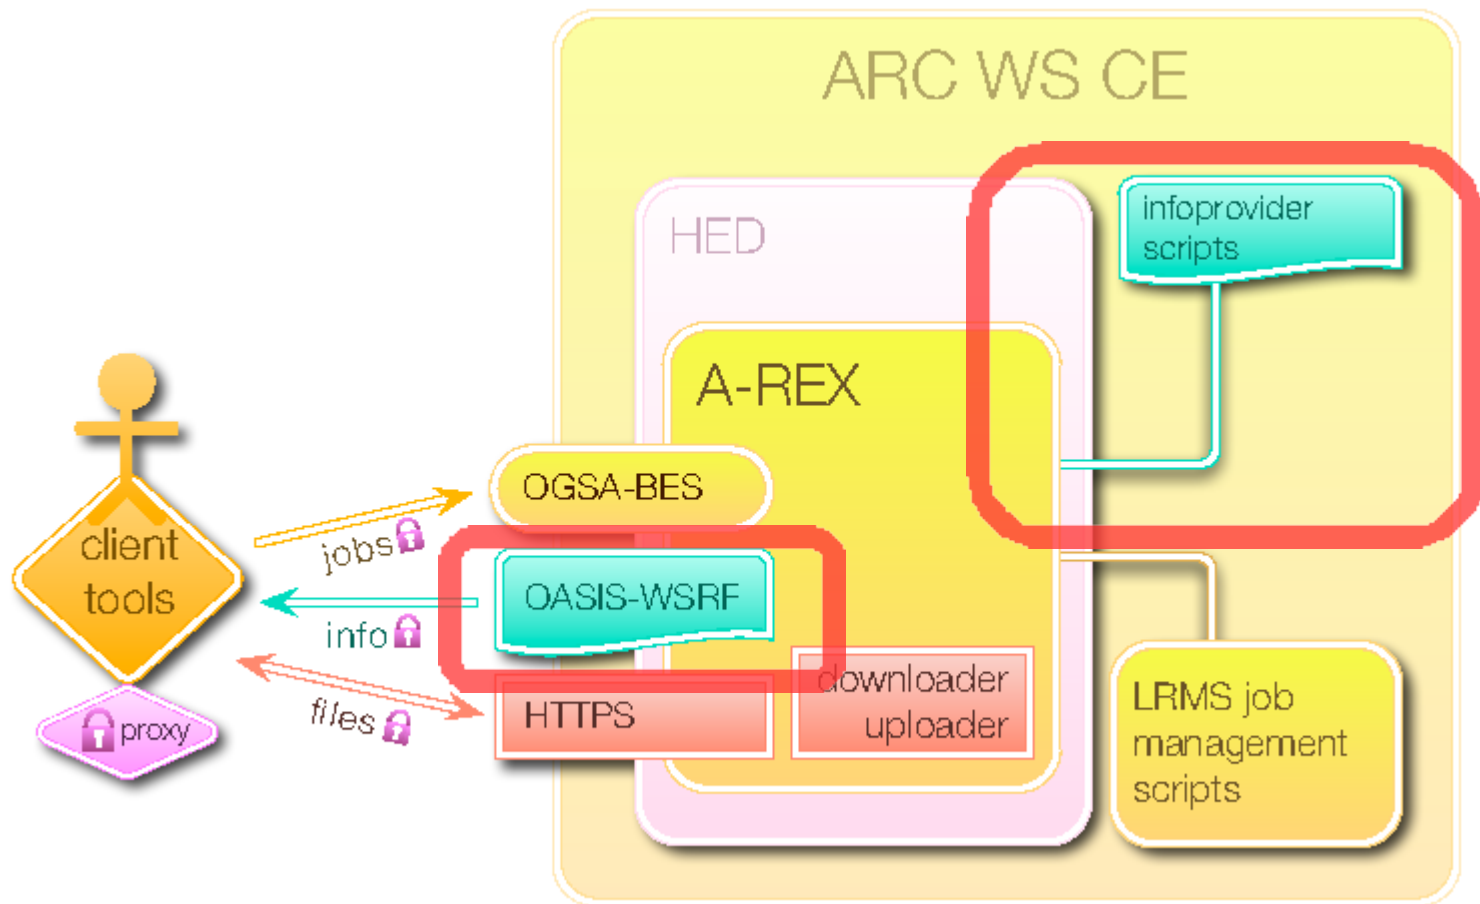 ARC WS CE
infoprovider
scripts
HED
A-REX
OGSA-BES
client
tools
jobs
OASIS-WSRF
info
files
HTTPS
downloader
uploader
proxy
LRMS job
management
scripts